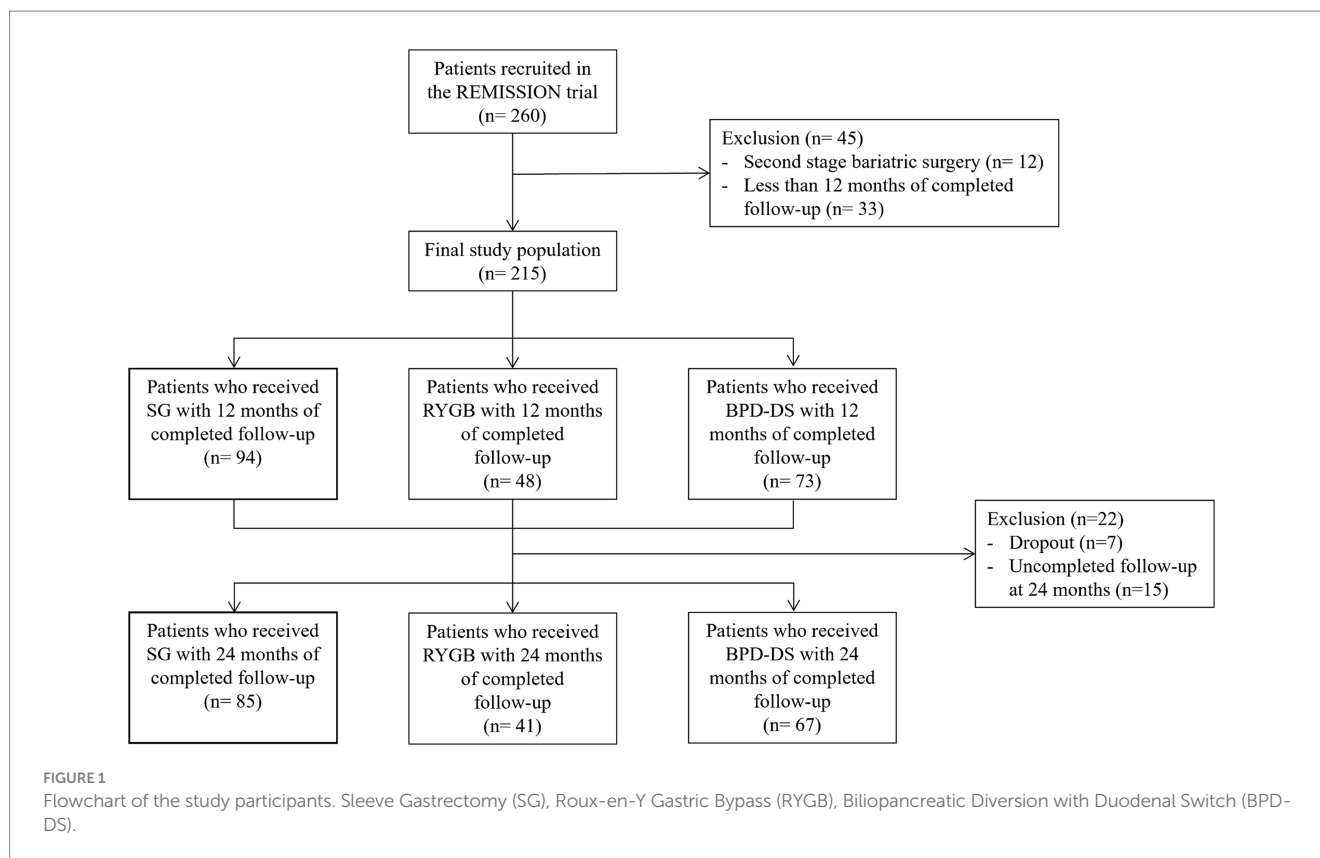 Patients recruited in
the REMISSION trial
(n= 260)
Exclusion (n= 45)
- Second stage bariatric surgery (n= 12)
- Less than 12 months of completed
follow-up (n= 33)
Final study population
(n= 215)
Patients who received
SG with 12 months of
completed follow-up
(n= 94)
Patients who received
RYGB with 12 months
of completed
follow-up
(n= 48)
Patients who received
BPD-DS with 12
months of completed
follow-up
(n= 73)
Exclusion (n=22)
- Dropout (n=7)
- Uncompleted follow-up
at 24 months (n=15)
Patients who received
SG with 24 months of
completed follow-up
(n= 85)
Patients who received
RYGB with 24 months
of completed
follow-up
(n= 41)
Patients who received
BPD-DS with 24
months of completed
follow-up
(n= 67)
FIGURE 1
Flowchart of the study participants. Sleeve Gastrectomy (SG), Roux-en-Y Gastric Bypass (RYGB), Biliopancreatic Diversion with Duodenal Switch (BPD-
DS).